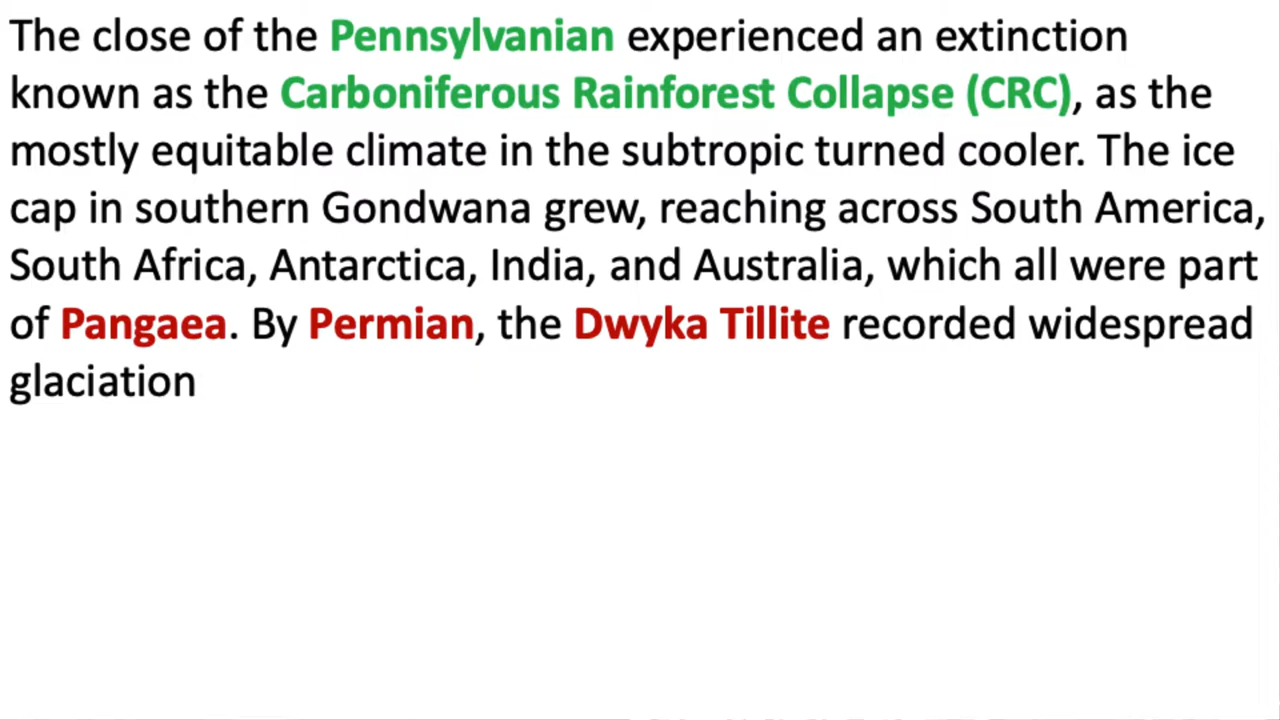 The close of the Pennsylvanian experienced an extinction
known as the Carboniferous Rainforest Collapse (CRC), as the
mostly equitable climate in the subtropic turned cooler. The ice
cap in southern Gondwana grew, reaching across South America,
South Africa, Antarctica, India, and Australia, which all were part
of Pangaea. By Permian, the Dwyka Tillite recorded widespread
glaciation